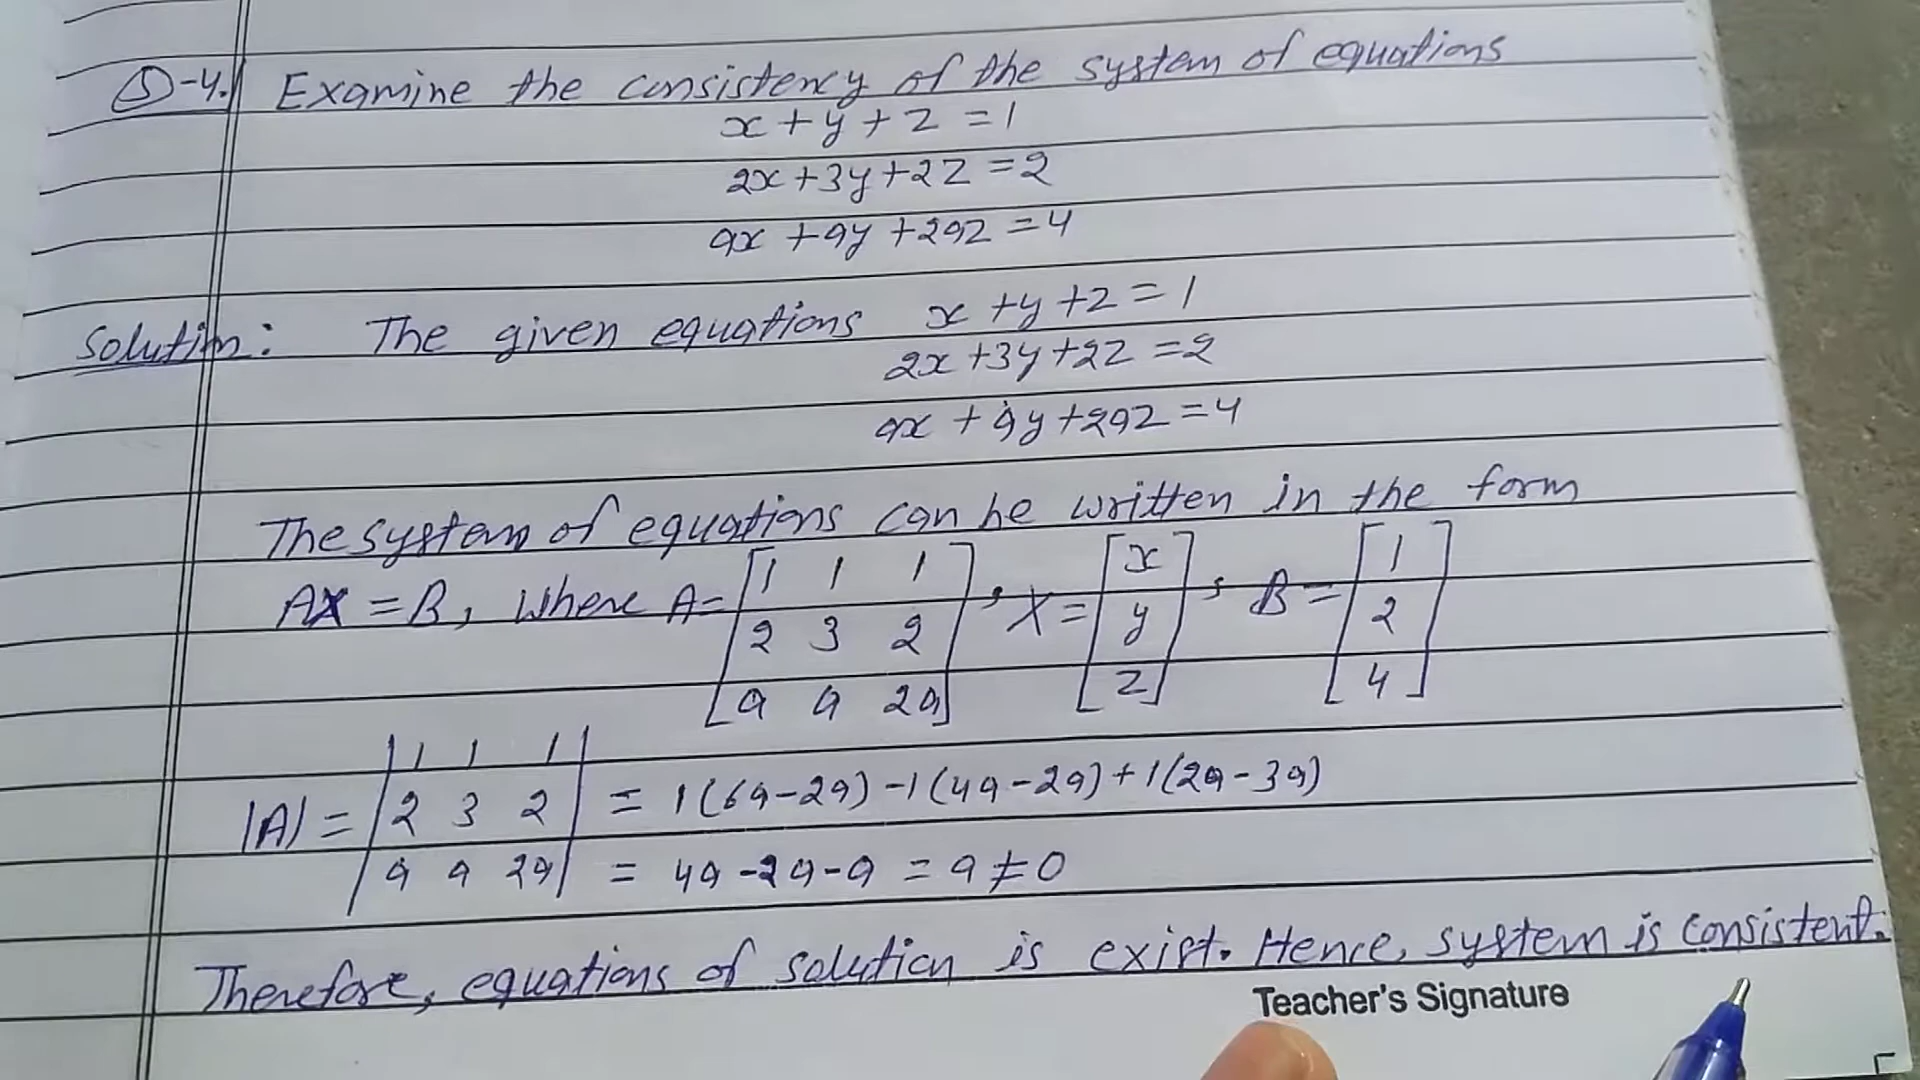 Q-4. Examine the consistency of the system of equations
x + y + z = 1
2x + 3y + 2z = 2
ax + ay + 2az = 4
Solution: The given equations x + y + z = 1
2x + 3y + 2z = 2
ax + ay + 2az = 4
The system of equations can be written in the form
AX = B, where A = [1 1 1; 2 3 2; a a 2a], X = [x; y; z], B = [1; 2; 4]
|A| = |1 1 1; 2 3 2; a a 2a| = 1(6a - 2a) - 1(4a - 2a) + 1(2a - 3a)
= 4a - 2a - a = a ≠ 0
Therefore, equations of solution is exist. Hence, system is consistent.
Teacher's Signature